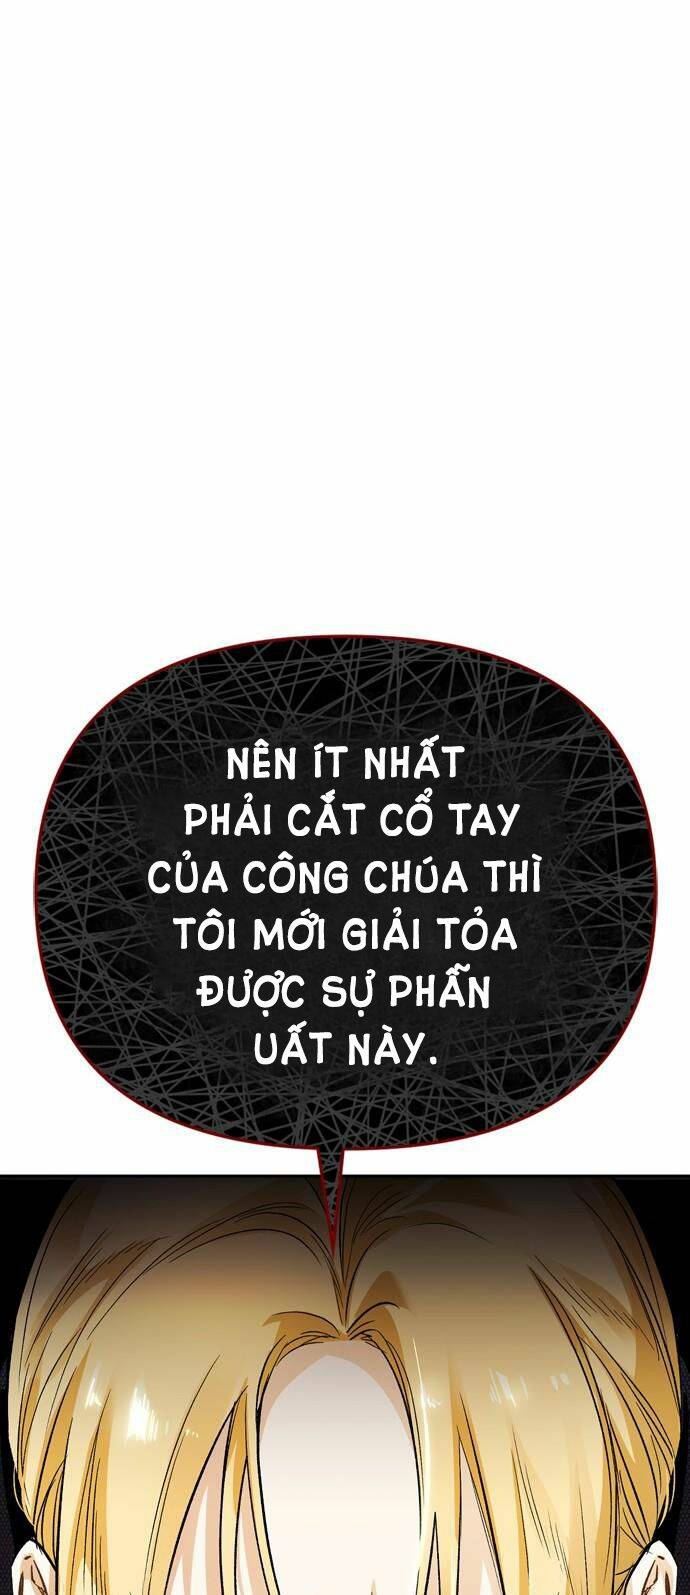 NÊN ÍT NHẤT
PHẢI CẮT CỔ TAY
CỦA CÔNG CHÚA THÌ
TÔI MỚI GIẢI TỎA
ĐƯỢC SỰ PHẪN
UẤT NÀY.